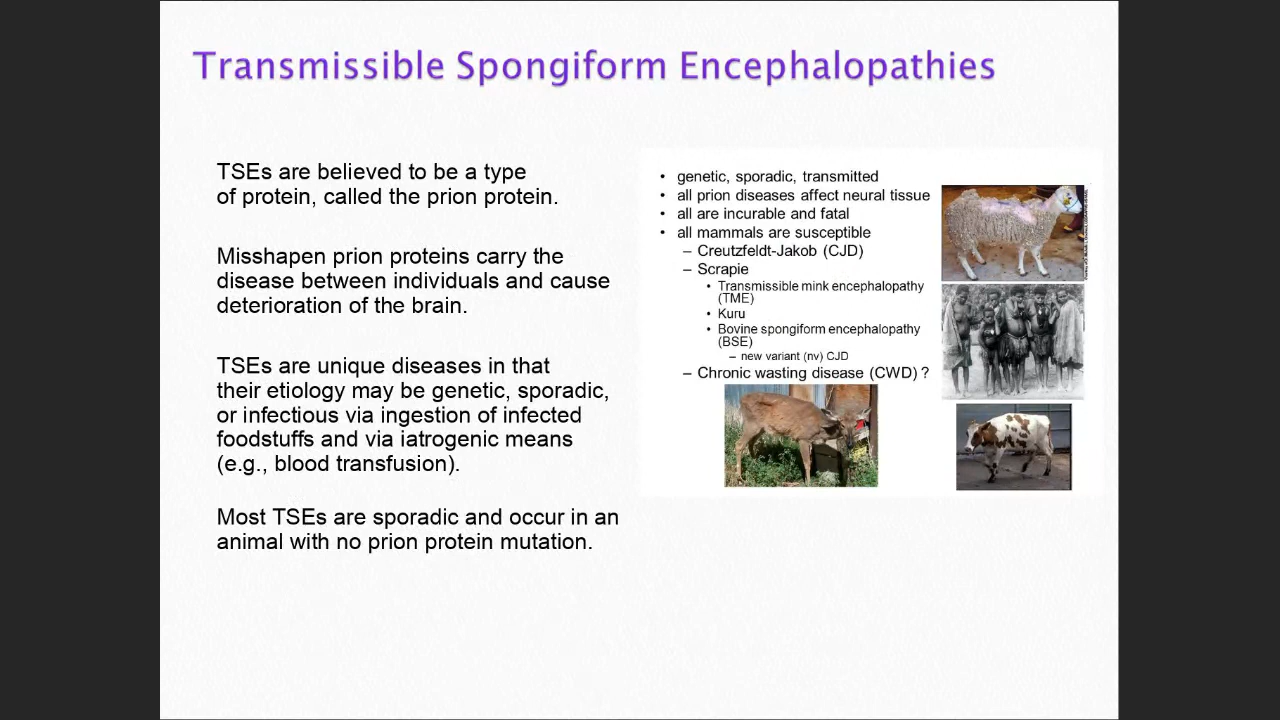 Transmissible Spongiform Encephalopathies
TSEs are believed to be a type
of protein, called the prion protein.
Misshapen prion proteins carry the
disease between individuals and cause
deterioration of the brain.
TSEs are unique diseases in that
their etiology may be genetic, sporadic,
or infectious via ingestion of infected
foodstuffs and via iatrogenic means
(e.g., blood transfusion).
Most TSEs are sporadic and occur in an
animal with no prion protein mutation.
• genetic, sporadic, transmitted
• all prion diseases affect neural tissue
• all are incurable and fatal
• all mammals are susceptible
– Creutzfeldt-Jakob (CJD)
– Scrapie
• Transmissible mink encephalopathy
(TME)
• Kuru
• Bovine spongiform encephalopathy
(BSE)
– new variant (nv) CJD
– Chronic wasting disease (CWD) ?